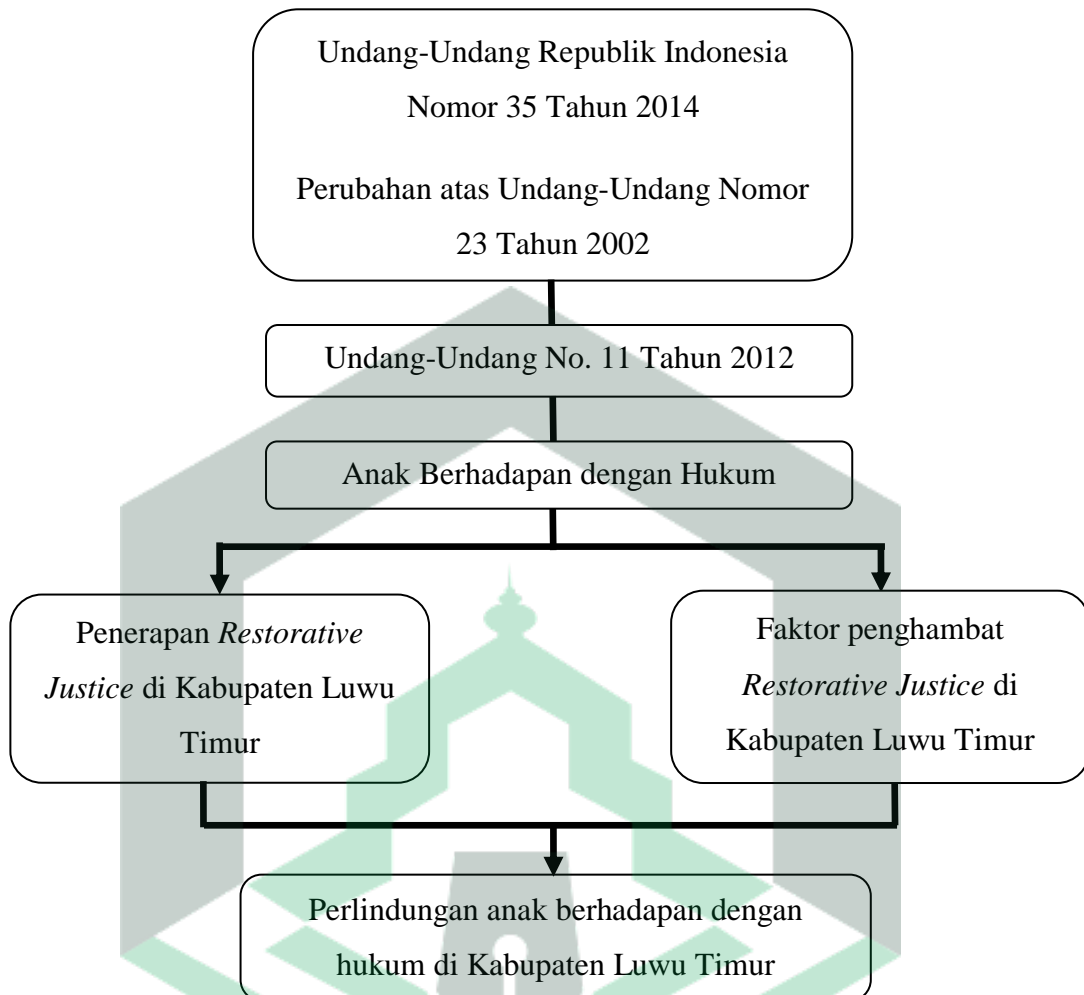 Undang-Undang Republik Indonesia
Nomor 35 Tahun 2014
Perubahan atas Undang-Undang Nomor
23 Tahun 2002
Undang-Undang No. 11 Tahun 2012
Anak Berhadapan dengan Hukum
Penerapan Restorative
Justice di Kabupaten Luwu
Timur
Faktor penghambat
Restorative Justice di
Kabupaten Luwu Timur
Perlindungan anak berhadapan dengan
hukum di Kabupaten Luwu Timur